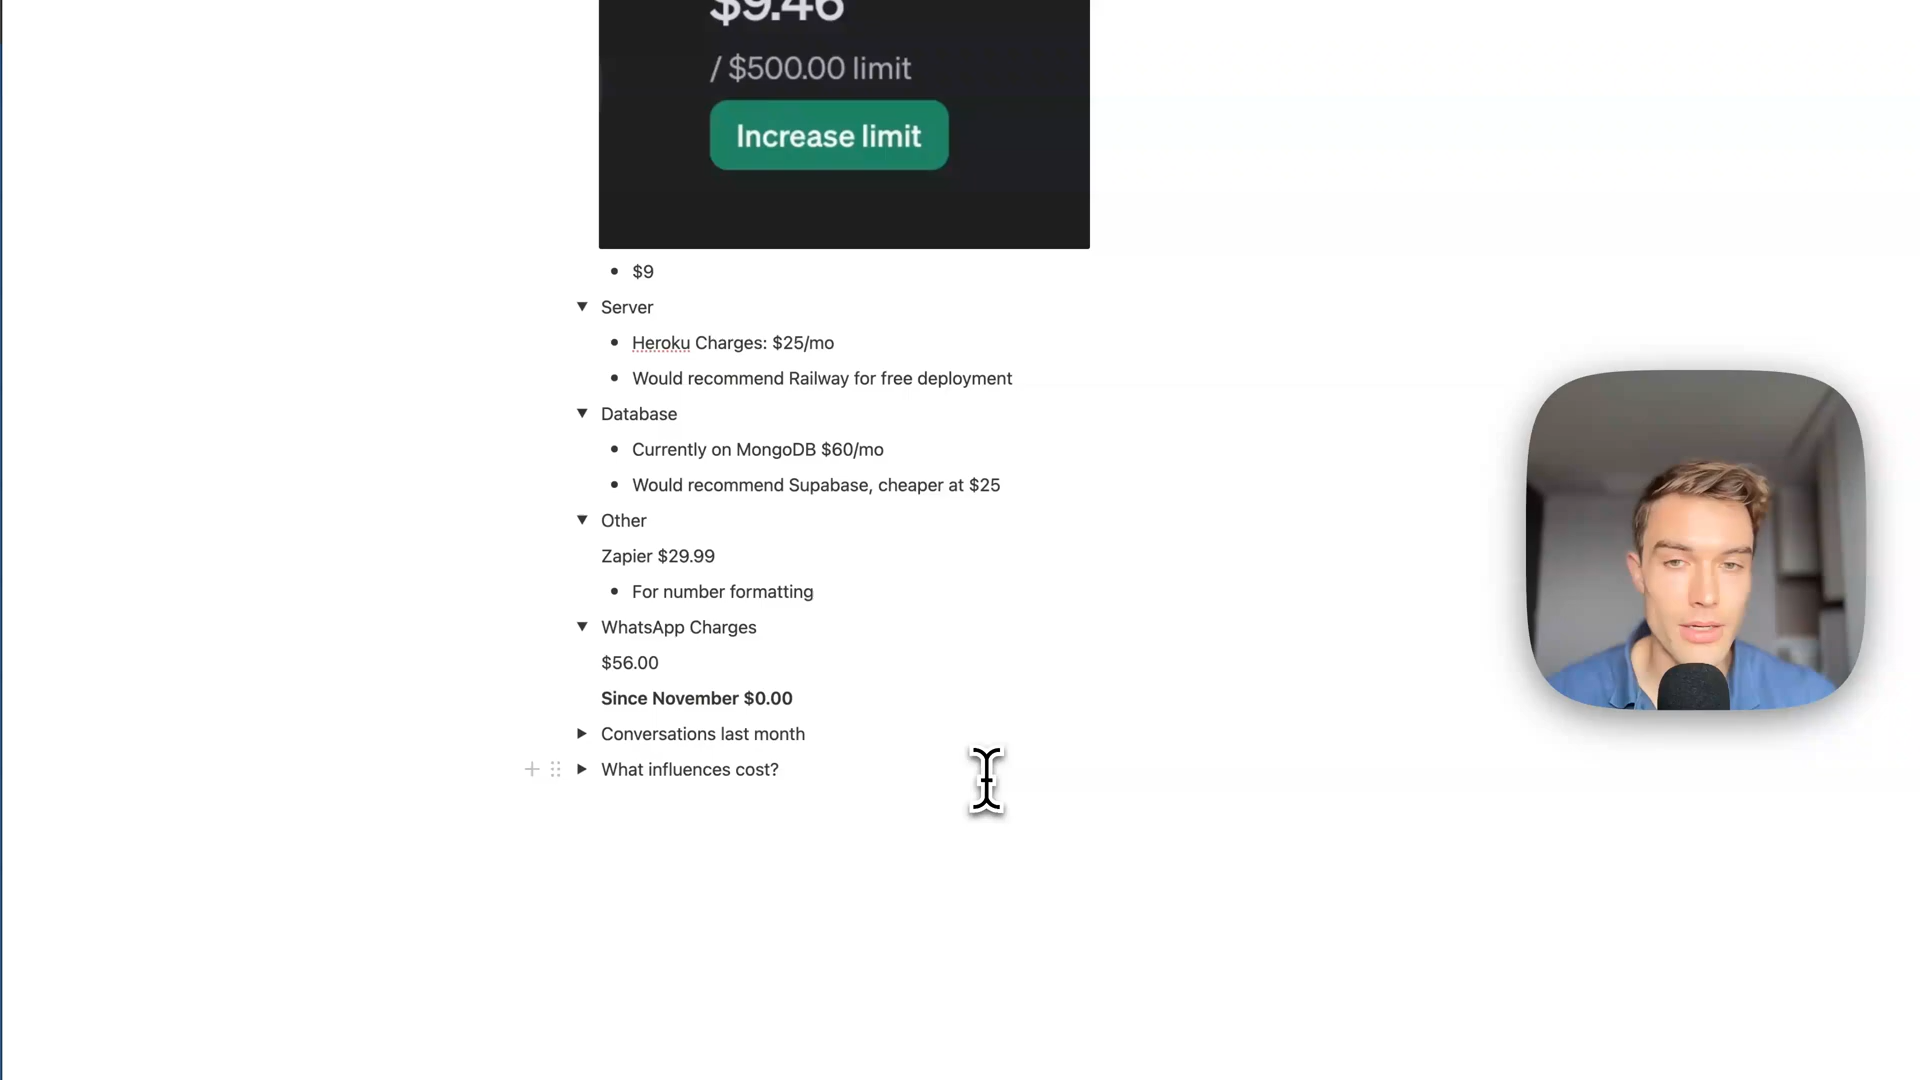 $9.46
/ $500.00 limit
Increase limit
$9
Server
Heroku Charges: $25/mo
Would recommend Railway for free deployment
Database
Currently on MongoDB $60/mo
Would recommend Supabase, cheaper at $25
Other
Zapier $29.99
For number formatting
WhatsApp Charges
$56.00
Since November $0.00
Conversations last month
What influences cost?